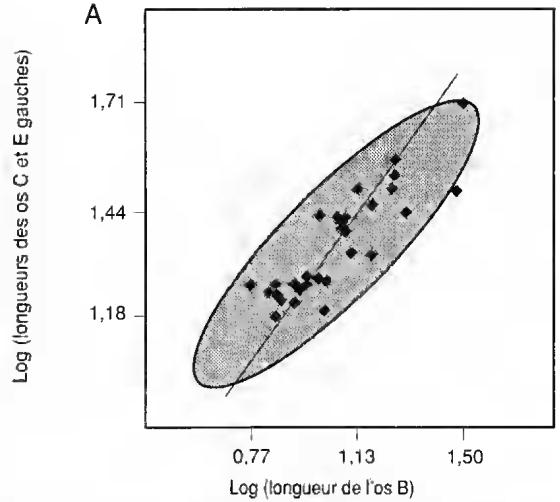 A
1,71
1,44
1,18
Log (longueurs des os C et E gauches)
0,77 1,13 1,50
Log (longueur de l'os B)